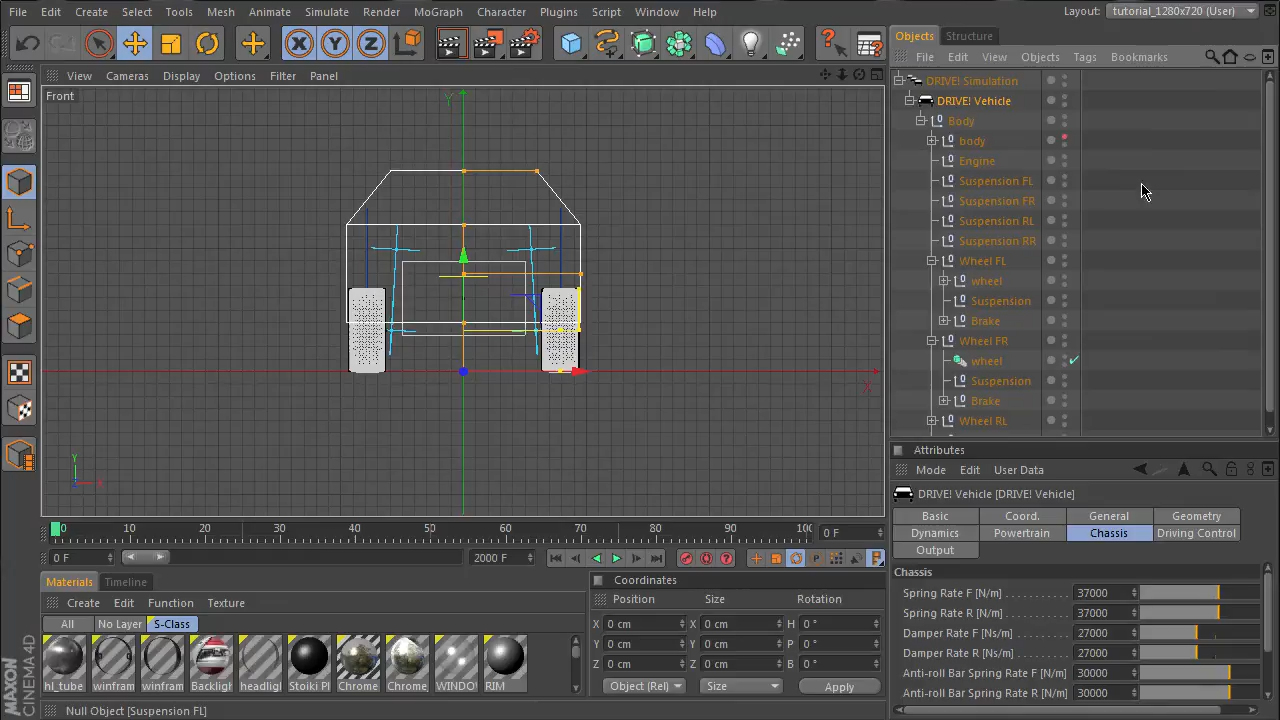 File Edit Create Select Tools Mesh Animate Simulate Render MoGraph Character Plugins Script Window Help Layout: tutorial_1280x720 (User)
Objects Structure
File Edit View Objects Tags Bookmarks
View Cameras Display Options Filter Panel
Front
Y
X
Y
DRIVE! Simulation
DRIVE! Vehicle
Body
body
Engine
Suspension FL
Suspension FR
Suspension RL
Suspension RR
Wheel FL
wheel
Suspension
Brake
Wheel FR
wheel
Suspension
Brake
Wheel RL
Attributes
Mode Edit User Data
DRIVE! Vehicle [DRIVE! Vehicle]
Basic Coord. General Geometry
Dynamics Powertrain Chassis Driving Control
Output
Chassis
Spring Rate F [N/m] 37000
Spring Rate R [N/m] 37000
Damper Rate F [Ns/m] 27000
Damper Rate R [Ns/m] 27000
Anti-roll Bar Spring Rate F [N/m] 30000
Anti-roll Bar Spring Rate R [N/m] 30000
0 10 20 30 40 50 60 70 80 90 100 0 F
0 F 2000 F
Materials Timeline
Create Edit Function Texture
All No Layer S-Class
hl_tube winfram winfram Backligh headligh Stoiki Pl Chrome Chrome_ WINDO RIM
Coordinates
Position Size Rotation
X 0 cm X 0 cm H 0 °
Y 0 cm Y 0 cm P 0 °
Z 0 cm Z 0 cm B 0 °
Object (Rel) Size Apply
MAXON CINEMA 4D
Null Object [Suspension FL]